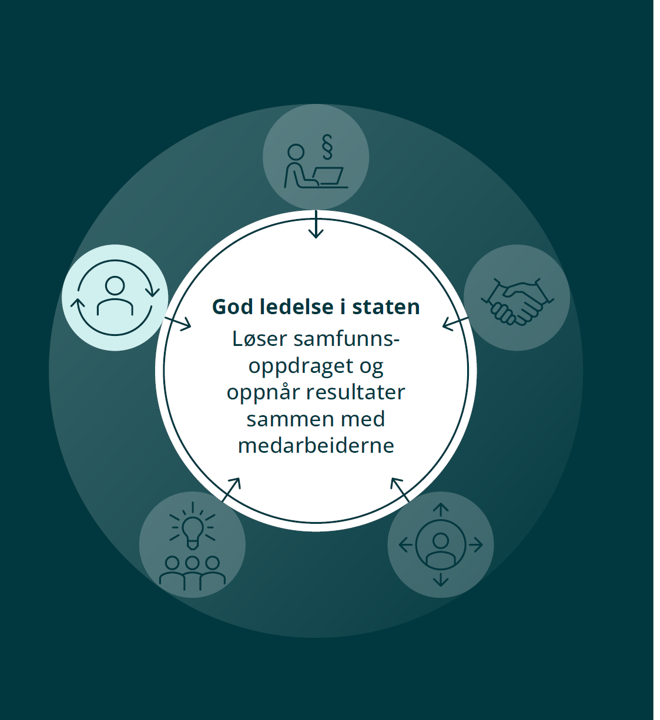 §
God ledelse i staten
Løser samfunns-
oppdraget og
oppnår resultater
sammen med
medarbeiderne